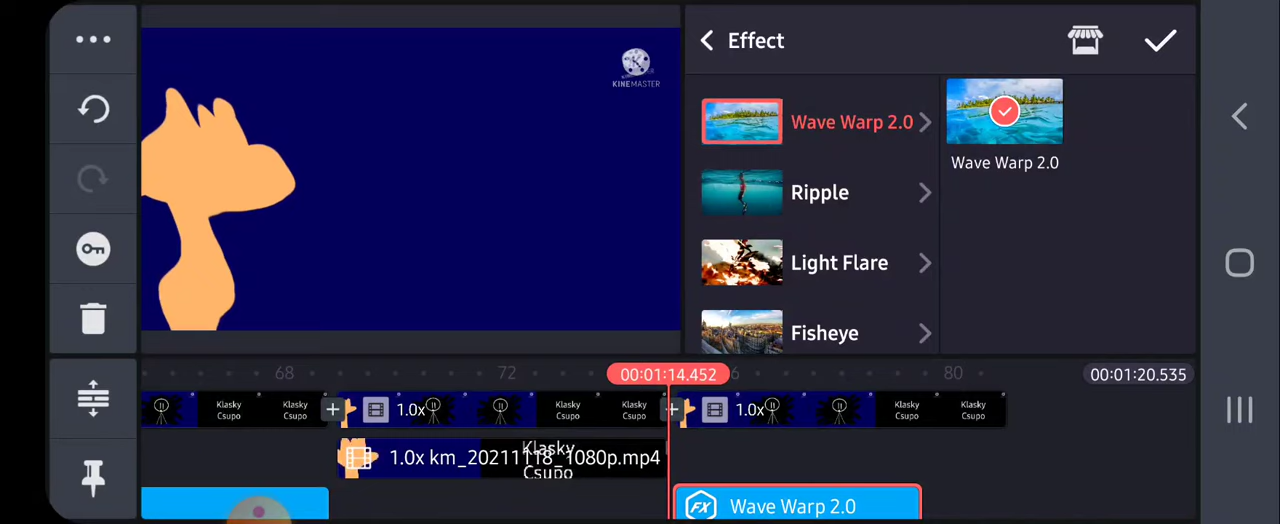 KINEMASTER
Effect
Wave Warp 2.0
Wave Warp 2.0
Ripple
Light Flare
Fisheye
68
72
00:01:14.452
6
80
00:01:20.535
Klasky Csupo
Klasky Csupo
1.0x
Klasky Csupo
Klasky Csupo
1.0x
Klasky Csupo
Klasky Csupo
1.0x km_20211118_1080p.mp4
Klasky Csupo
FX Wave Warp 2.0